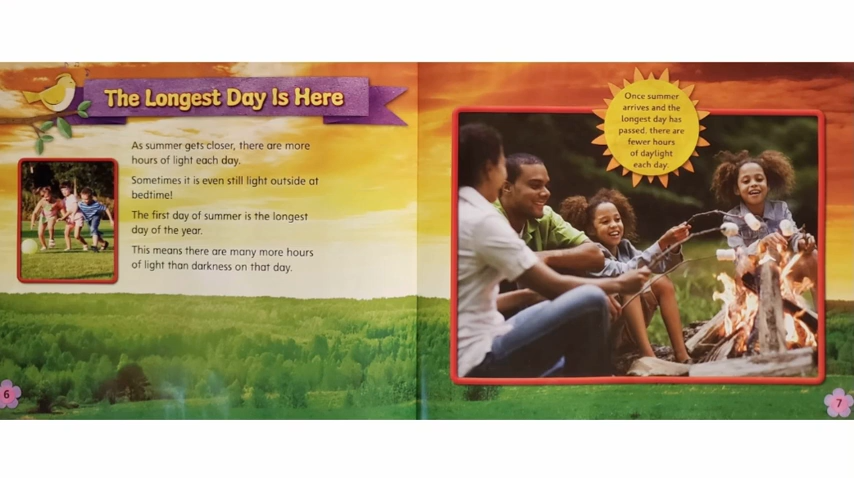 The Longest Day Is Here
As summer gets closer, there are more
hours of light each day.
Sometimes it is even still light outside at
bedtime!
The first day of summer is the longest
day of the year.
This means there are many more hours
of light than darkness on that day.
6
Once summer
arrives and the
longest day has
passed, there are
fewer hours
of daylight
each day.
7